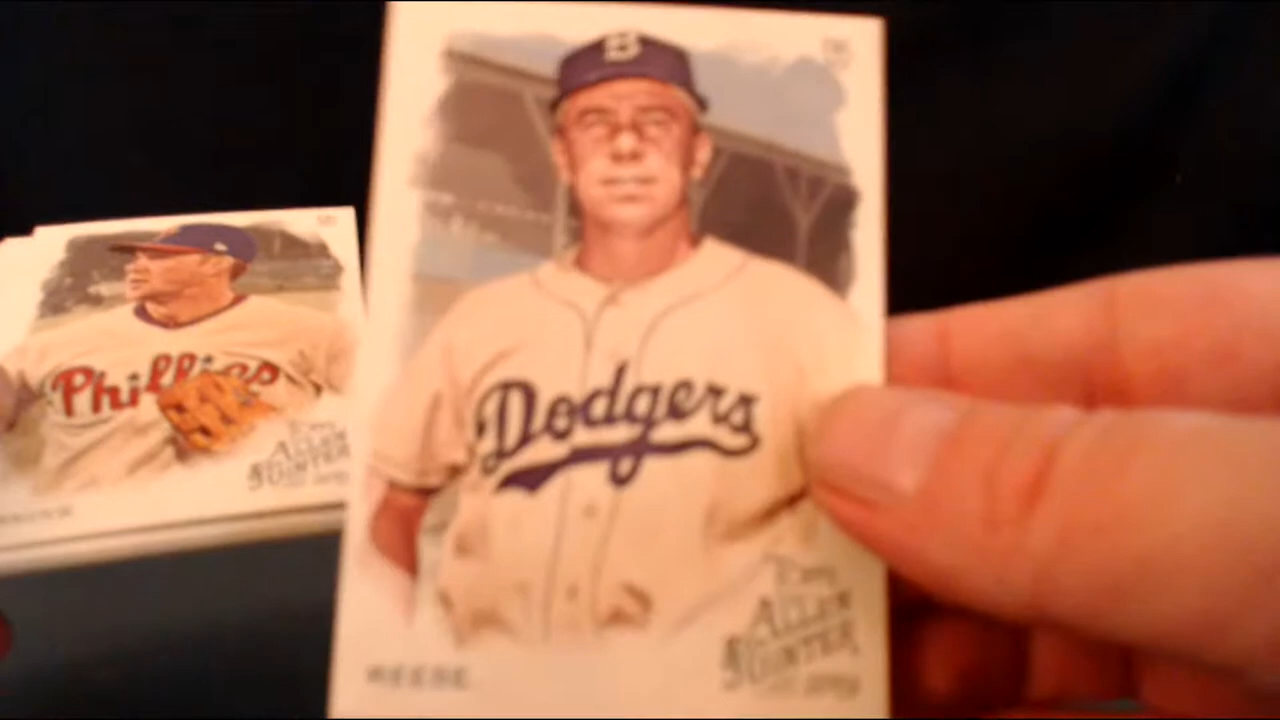 B
Dodgers
Topps
ALLEN
& GINTER
REESE
Phillies
Topps
ALLEN
& GINTER